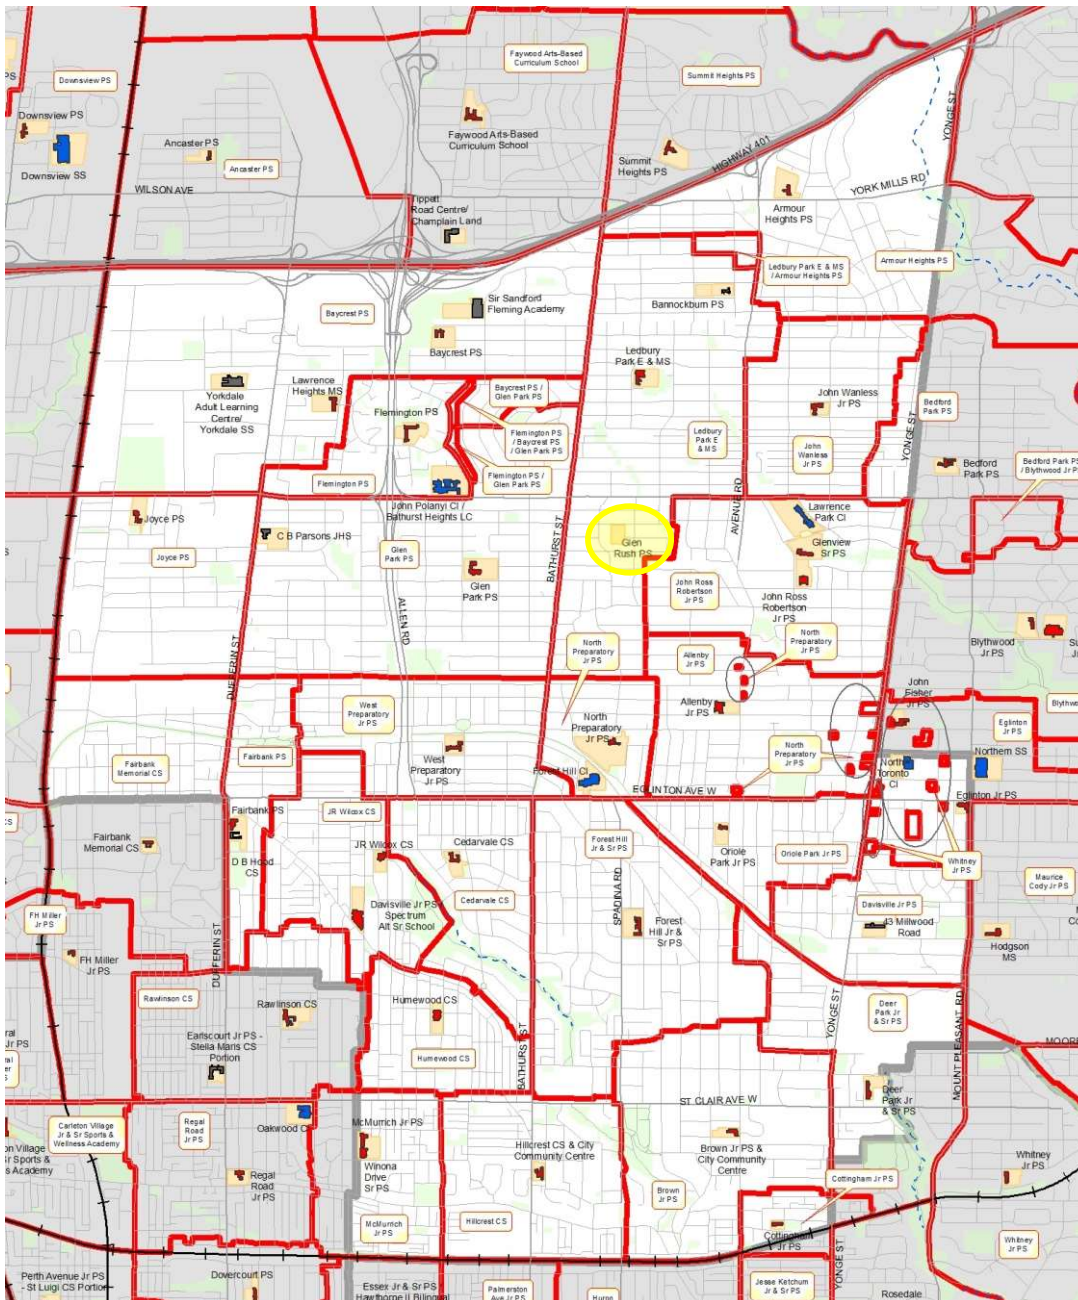 Downsview PS
Downsview PS
Downsview SS
Ancaster PS
Ancaster PS
WILSON AVE
Faywood Arts-Based
Curriculum School
Faywood Arts-Based
Curriculum School
Summit Heights PS
Summit
Heights PS
HIGHWAY 401
YONGE ST
YORK MILLS RD
Armour
Heights PS
Tippett
Road Centre/
Champlain Land
Armour Heights PS
Ledbury Park E & MS
/ Armour Heights PS
Bannockburn PS
Baycrest PS
Sir Sandford
Fleming Academy
Baycrest PS
Ledbury
Park E & MS
Yorkdale
Adult Learning
Centre/
Yorkdale SS
Lawrence
Heights MS
Flemington PS
Baycrest PS /
Glen Park PS
Flemington PS
/ Baycrest PS
/ Glen Park PS
Flemington PS /
Glen Park PS
Flemington PS
John Polanyi CI /
Bathurst Heights LC
Ledbury
Park E
& MS
John Wanless
Jr PS
John
Wanless
Jr PS
YONGE ST
Bedford
Park PS
Bedford
Park PS
Bedford Park PS
/ Blythwood Jr PS
AVENUE RD
Lawrence
Park CI
Glenview
Sr PS
Joyce PS
Joyce PS
C B Parsons JHS
Glen
Park PS
Glen
Park PS
BATHURST ST
Glen
Rush PS
John Ross
Robertson
Jr PS
John Ross
Robertson
Jr PS
ALLEN RD
DUFFERIN ST
North
Preparatory
Jr PS
Allenby
Jr PS
North
Preparatory
Jr PS
Blythwood
Jr PS
Allenby
Jr PS
John
Fisher
Jr PS
West
Preparatory
Jr PS
North
Preparatory
Jr PS
Eglinton
Jr PS
Fairbank
Memorial CS
Fairbank PS
West
Preparatory
Jr PS
Forest Hill CI
North
Preparatory
Jr PS
North
Toronto
CI
Northern SS
EGLINTON AVE W
Eglinton Jr PS
Fairbank
Memorial CS
Fairbank PS
D B Hood
CS
JR Wilcox CS
JR Wilcox CS
Cedarvale CS
Cedarvale CS
Forest Hill
Jr & Sr PS
Oriole
Park Jr PS
Oriole Park Jr PS
Whitney
Jr PS
Maurice
Cody Jr PS
SPADINA RD
Davisville Jr PS /
Spectrum
Alt Sr School
Forest
Hill Jr &
Sr PS
Davisville Jr PS
43 Millwood
Road
Hodgson
MS
FH Miller
Jr PS
FH Miller
Jr PS
DUFFERIN ST
Rawlinson CS
Rawlinson CS
Earlscourt Jr PS -
Stella Maris CS
Portion
Humewood CS
Humewood CS
BATHURST ST
YONGE ST
Deer
Park Jr
& Sr PS
MOUNT PLEASANT RD
Deer
Park Jr
& Sr PS
ST CLAIR AVE W
Carleton Village
Jr & Sr Sports &
Wellness Academy
Regal
Road
Jr PS
Oakwood CI
McMurrich Jr PS
Winona
Drive
Sr PS
Hillcrest CS & City
Community Centre
Brown Jr PS &
City Community
Centre
Whitney
Jr PS
Regal
Road
Jr PS
Brown
Jr PS
Cottingham Jr PS
McMurrich
Jr PS
Hillcrest CS
Cottingham
Jr PS
Whitney
Jr PS
Perth Avenue Jr PS
- St Luigi CS Portion
Dovercourt PS
Essex Jr & Sr PS /
Hawthorne II Bilingual
Palmerston
Ave Jr PS
Huron
Jesse Ketchum
Jr & Sr PS
YONGE ST
Rosedale